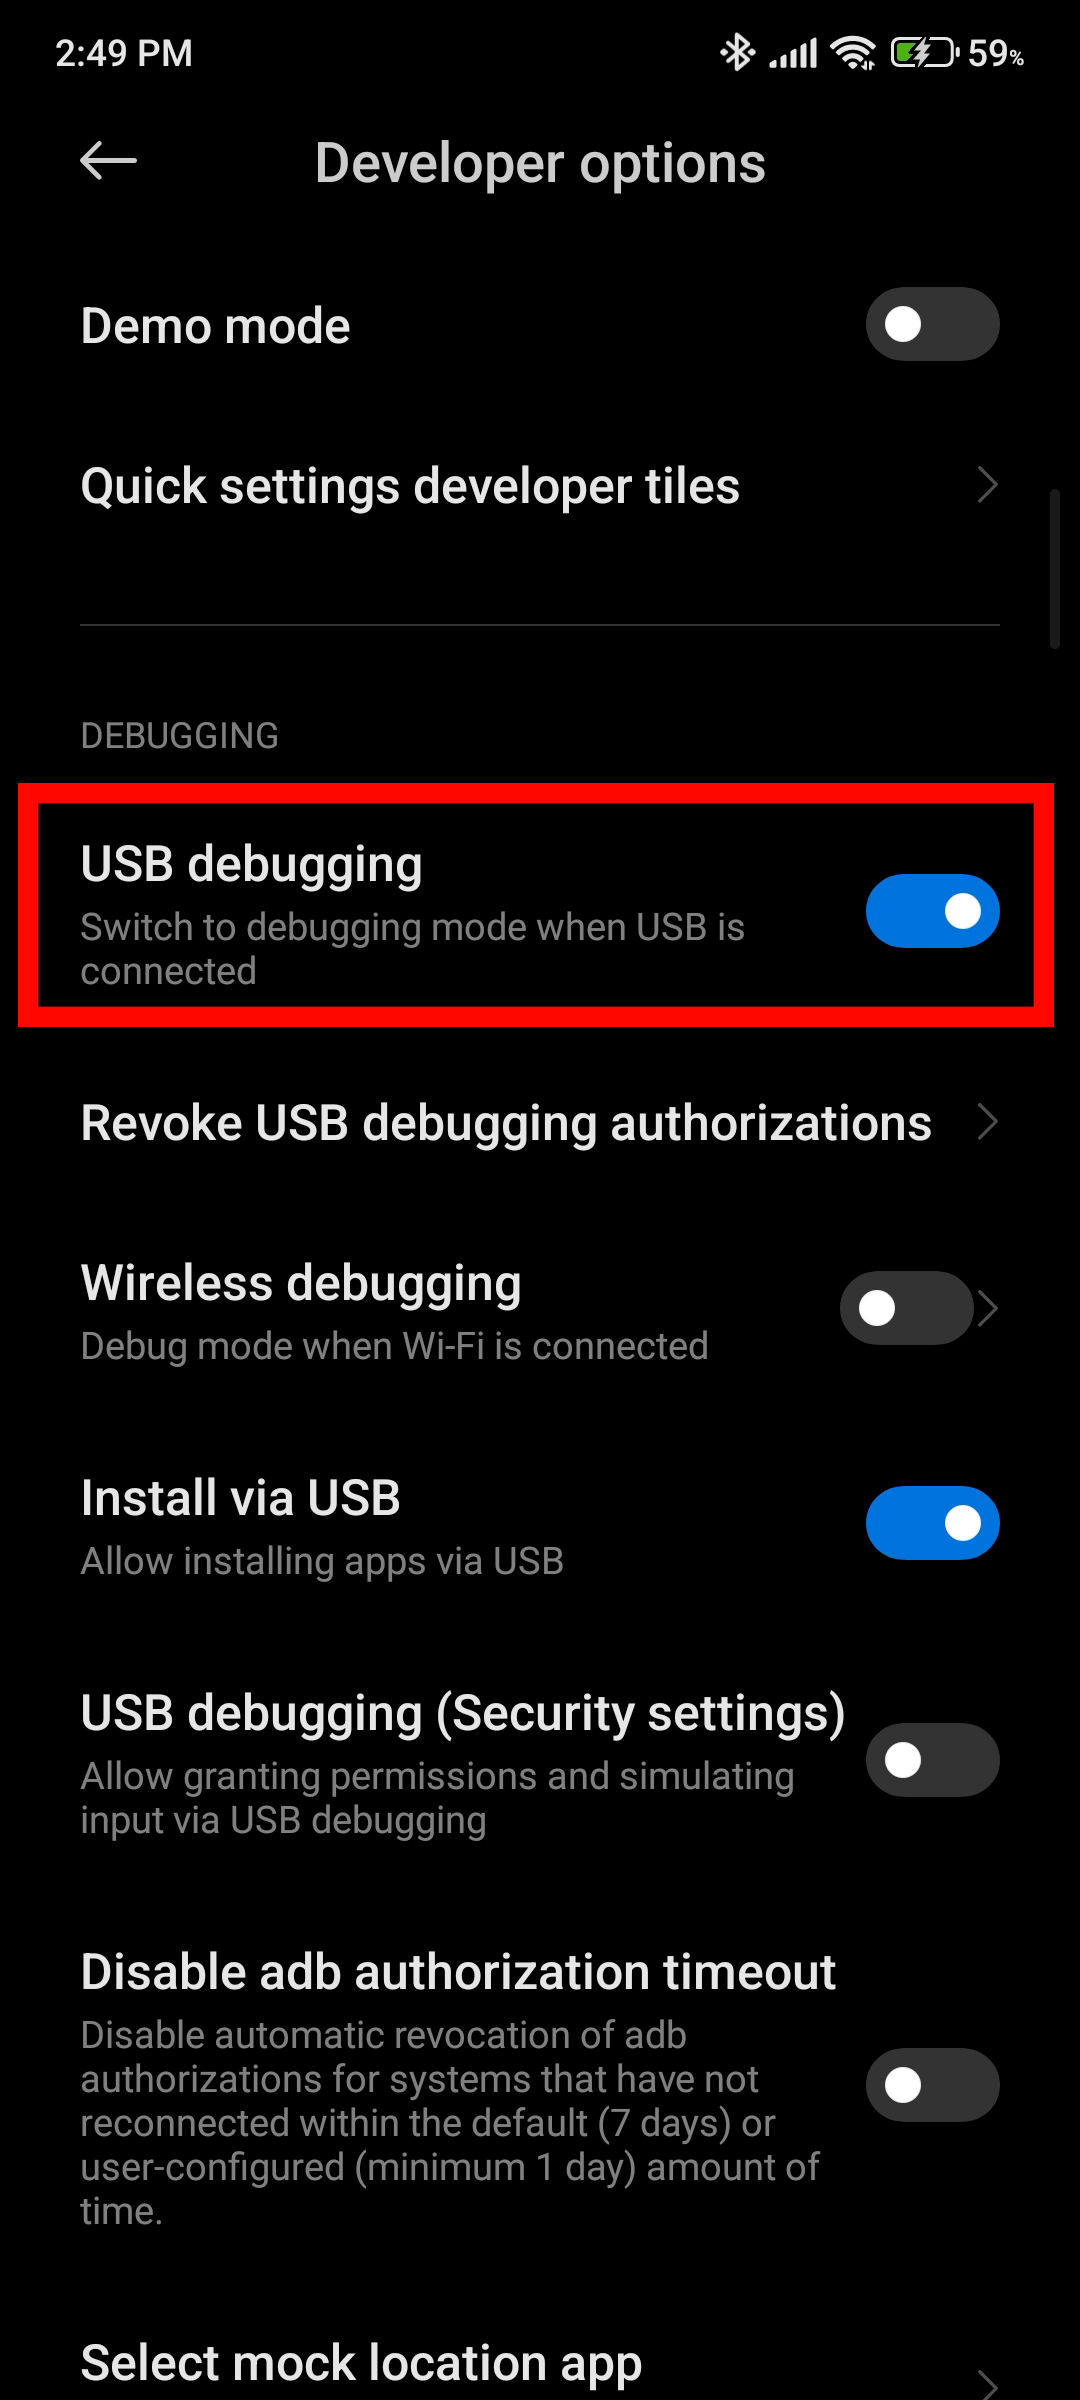 2:49 PM 59%
Developer options
Demo mode
Quick settings developer tiles
DEBUGGING
USB debugging
Switch to debugging mode when USB is
connected
Revoke USB debugging authorizations
Wireless debugging
Debug mode when Wi-Fi is connected
Install via USB
Allow installing apps via USB
USB debugging (Security settings)
Allow granting permissions and simulating
input via USB debugging
Disable adb authorization timeout
Disable automatic revocation of adb
authorizations for systems that have not
reconnected within the default (7 days) or
user-configured (minimum 1 day) amount of
time.
Select mock location app